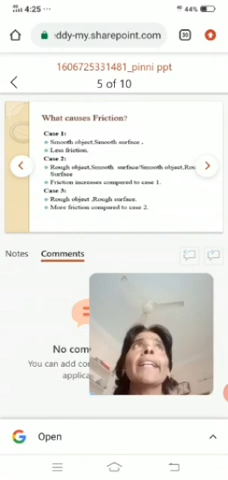 4:25
44%
ddy-my.sharepoint.com
1606725331481_pinni ppt
5 of 10
What causes Friction?
Case 1:
Smooth object,Smooth surface ,
Less friction.
Case 2:
Rough object,Smooth surface/Smooth object,Rou
Surface
Friction increases compared to case 1.
Case 3:
Rough object ,Rough surface.
More friction compared to case 2.
Notes Comments
No com
You can add co
applica
Open